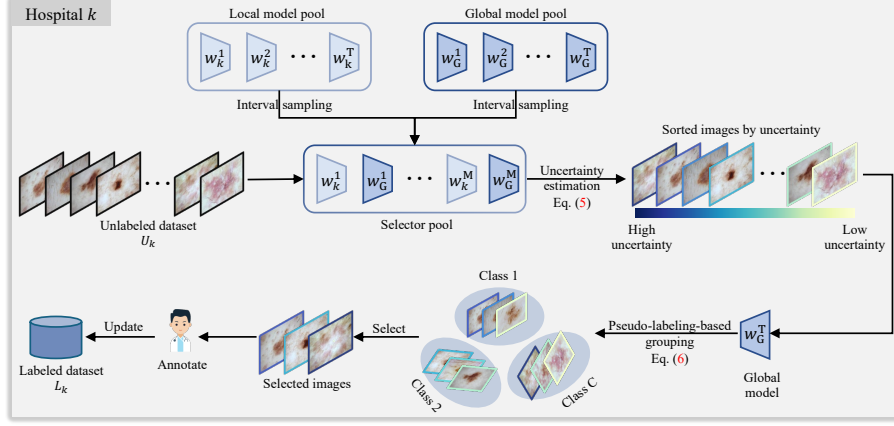 Hospital k
Local model pool
Global model pool
w_k^1 w_k^2 ··· w_k^T
w_G^1 w_G^2 ··· w_G^T
Interval sampling
Interval sampling
Sorted images by uncertainty
w_k^1 w_G^1 ··· w_k^M w_G^M
Uncertainty
estimation
Eq. (5)
Unlabeled dataset
U_k
Selector pool
High
uncertainty
Low
uncertainty
Class 1
Update
Select
Pseudo-labeling-based
grouping
Eq. (6)
w_G^T
Labeled dataset
L_k
Annotate
Selected images
Class 2
Class C
Global
model